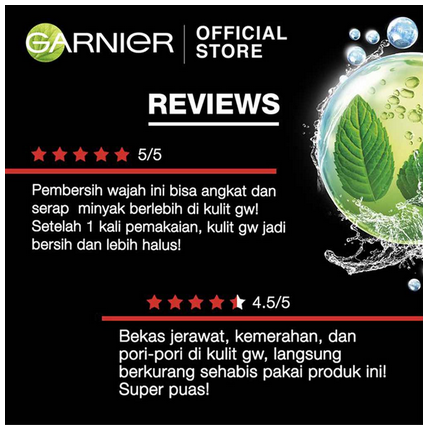 GARNIER
OFFICIAL
STORE
REVIEWS
5/5
Pembersih wajah ini bisa angkat dan
serap minyak berlebih di kulit gw!
Setelah 1 kali pemakaian, kulit gw jadi
bersih dan lebih halus!
4.5/5
Bekas jerawat, kemerahan, dan
pori-pori di kulit gw, langsung
berkurang sehabis pakai produk ini!
Super puas!